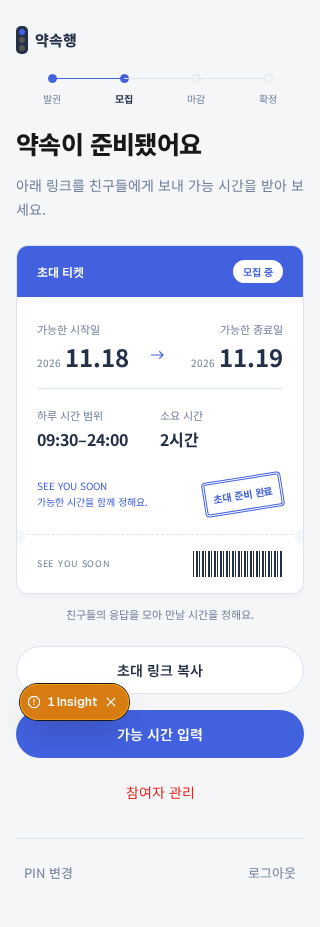 약속행
발권 모집 마감 확정
약속이 준비됐어요
아래 링크를 친구들에게 보내 가능 시간을 받아 보
세요.
초대 티켓 모집 중
가능한 시작일 가능한 종료일
2026 11.18 → 2026 11.19
하루 시간 범위 소요 시간
09:30–24:00 2시간
SEE YOU SOON
가능한 시간을 함께 정해요.
초대 준비 완료
SEE YOU SOON
친구들의 응답을 모아 만날 시간을 정해요.
초대 링크 복사
1 Insight
가능 시간 입력
참여자 관리
PIN 변경 로그아웃